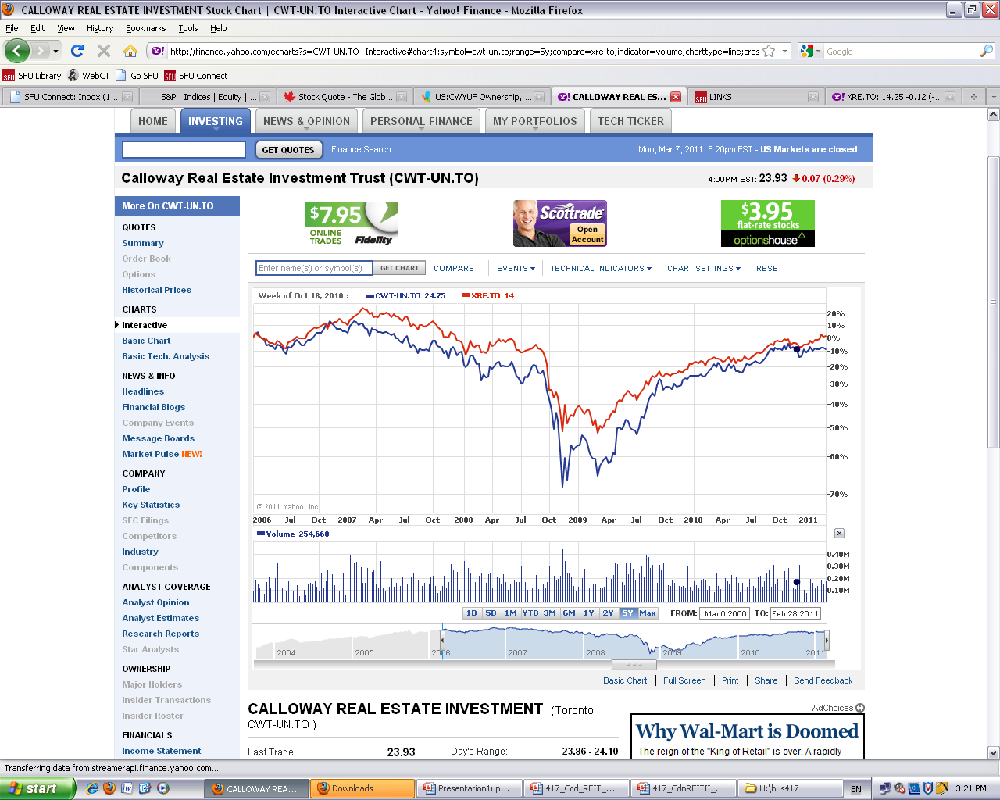 CALLOWAY REAL ESTATE INVESTMENT Stock Chart | CWT-UN.TO Interactive Chart - Yahoo! Finance - Mozilla Firefox
File Edit View History Bookmarks Tools Help
http://finance.yahoo.com/echarts?s=CWT-UN.TO+Interactive#chart4:symbol=cwt-un.to;range=5y;compare=xre.to;indicator=volume;charttype=line;cros
Google
SFU Library WebCT Go SFU SFU Connect
SFU Connect: Inbox (1... S&P | Indices | Equity | ... Stock Quote - The Glob... US:CWYUF Ownership, ... CALLOWAY REAL ES... LINKS XRE.TO: 14.25 -0.12 (-...
HOME INVESTING NEWS & OPINION PERSONAL FINANCE MY PORTFOLIOS TECH TICKER
GET QUOTES Finance Search Mon, Mar 7, 2011, 6:20pm EST - US Markets are closed
Calloway Real Estate Investment Trust (CWT-UN.TO) 4:00PM EST: 23.93 0.07 (0.29%)
More On CWT-UN.TO
QUOTES
Summary
Order Book
Options
Historical Prices
CHARTS
Interactive
Basic Chart
Basic Tech. Analysis
NEWS & INFO
Headlines
Financial Blogs
Company Events
Message Boards
Market Pulse NEW!
COMPANY
Profile
Key Statistics
SEC Filings
Competitors
Industry
Components
ANALYST COVERAGE
Analyst Opinion
Analyst Estimates
Research Reports
Star Analysts
OWNERSHIP
Major Holders
Insider Transactions
Insider Roster
FINANCIALS
Income Statement
$7.95 ONLINE TRADES Fidelity
Scottrade Open Account
$3.95 flat-rate stocks optionshouse
Enter name(s) or symbol(s) GET CHART COMPARE EVENTS TECHNICAL INDICATORS CHART SETTINGS RESET
Week of Oct 18, 2010 : CWT-UN.TO 24.75 XRE.TO 14
20%
10%
0%
-10%
-20%
-30%
-40%
-50%
-60%
-70%
© 2011 Yahoo! Inc.
2006 Jul Oct 2007 Apr Jul Oct 2008 Apr Jul Oct 2009 Apr Jul Oct 2010 Apr Jul Oct 2011
Volume 254,660
0.40M
0.30M
0.20M
0.10M
1D 5D 1M YTD 3M 6M 1Y 2Y 5Y Max FROM: Mar 6 2006 TO: Feb 28 2011
2004 2005 2006 2007 2008 2009 2010 2011
Basic Chart Full Screen Print Share Send Feedback
CALLOWAY REAL ESTATE INVESTMENT (Toronto:
CWT-UN.TO )
Last Trade: 23.93 Day's Range: 23.86 - 24.10
AdChoices
Why Wal-Mart is Doomed
The reign of the "King of Retail" is over. A rapidly
Transferring data from streamerapi.finance.yahoo.com...
start CALLOWAY REA... Downloads Presentation1up... 417_Ccd_REIT_... 417_CdnREITII_... H:\bus417 EN 3:21 PM